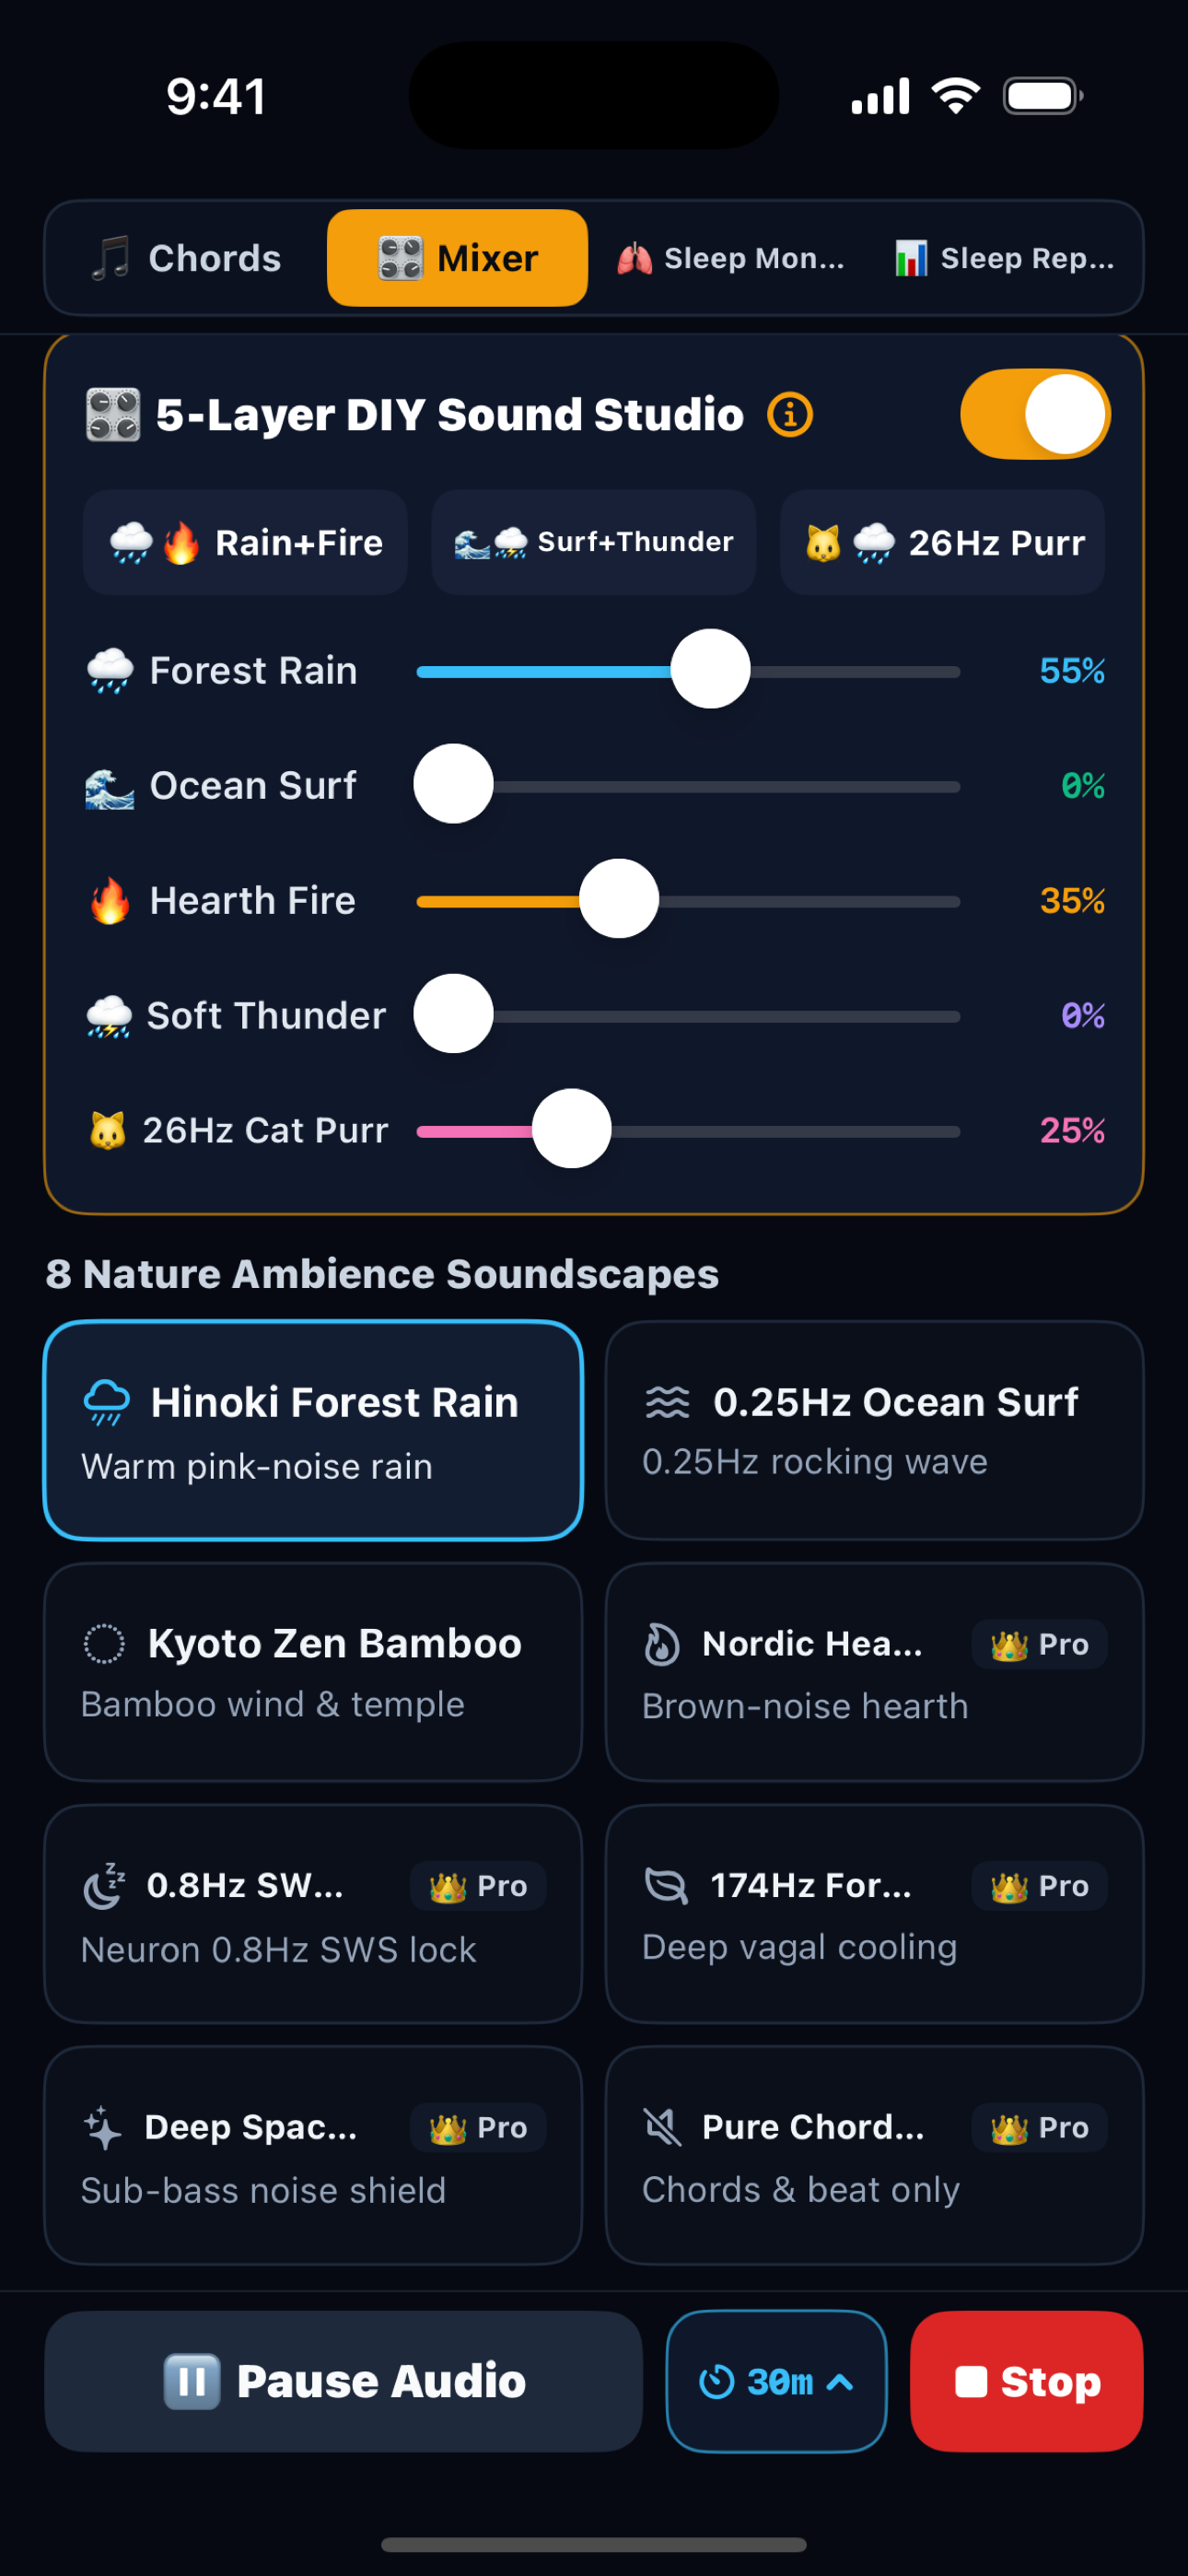 9:41
Chords
Mixer
Sleep Mon...
Sleep Rep...
5-Layer DIY Sound Studio
Rain+Fire
Surf+Thunder
26Hz Purr
Forest Rain 55%
Ocean Surf 0%
Hearth Fire 35%
Soft Thunder 0%
26Hz Cat Purr 25%
8 Nature Ambience Soundscapes
Hinoki Forest Rain
Warm pink-noise rain
0.25Hz Ocean Surf
0.25Hz rocking wave
Kyoto Zen Bamboo
Bamboo wind & temple
Nordic Hea... Pro
Brown-noise hearth
0.8Hz SW... Pro
Neuron 0.8Hz SWS lock
174Hz For... Pro
Deep vagal cooling
Deep Spac... Pro
Sub-bass noise shield
Pure Chord... Pro
Chords & beat only
Pause Audio
30m
Stop